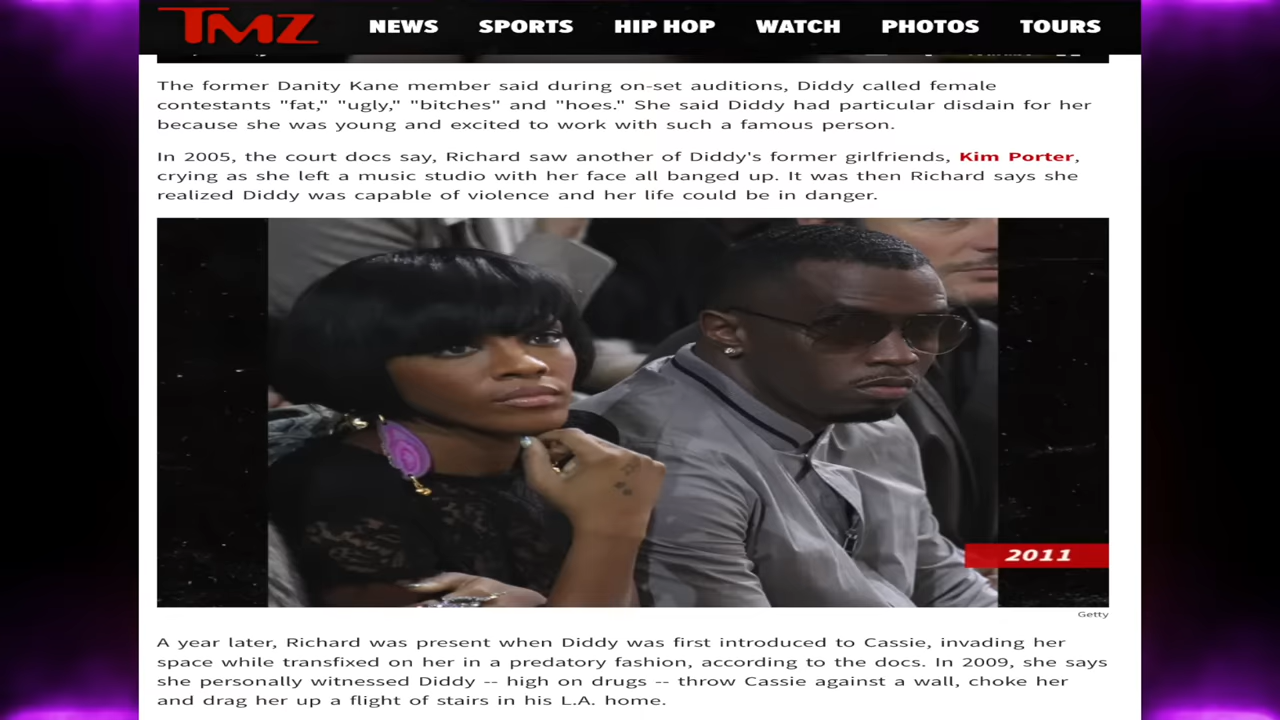 TMZ NEWS SPORTS HIP HOP WATCH PHOTOS TOURS
The former Danity Kane member said during on-set auditions, Diddy called female
contestants "fat," "ugly," "bitches" and "hoes." She said Diddy had particular disdain for her
because she was young and excited to work with such a famous person.
In 2005, the court docs say, Richard saw another of Diddy's former girlfriends, Kim Porter,
crying as she left a music studio with her face all banged up. It was then Richard says she
realized Diddy was capable of violence and her life could be in danger.
2011
Getty
A year later, Richard was present when Diddy was first introduced to Cassie, invading her
space while transfixed on her in a predatory fashion, according to the docs. In 2009, she says
she personally witnessed Diddy -- high on drugs -- throw Cassie against a wall, choke her
and drag her up a flight of stairs in his L.A. home.